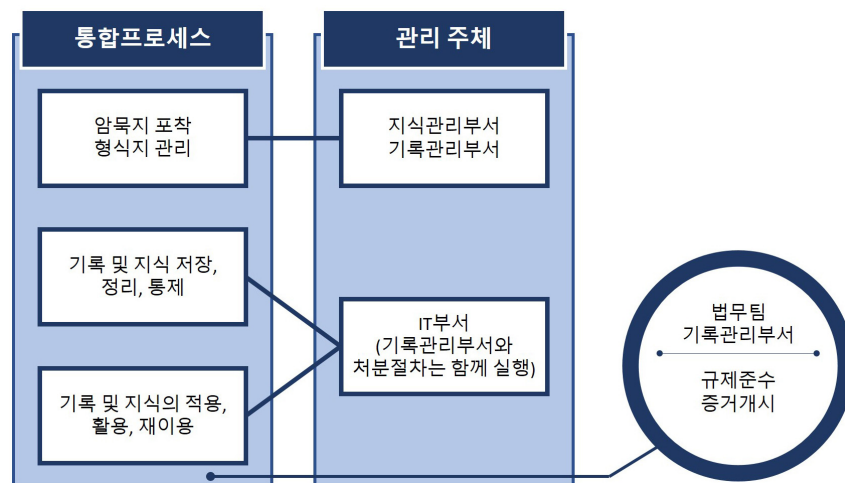 통합프로세스
관리 주체
암묵지 포착
형식지 관리
지식관리부서
기록관리부서
기록 및 지식 저장,
정리, 통제
IT부서
(기록관리부서와
처분절차는 함께 실행)
기록 및 지식의 적용,
활용, 재이용
법무팀
기록관리부서
규제준수
증거개시